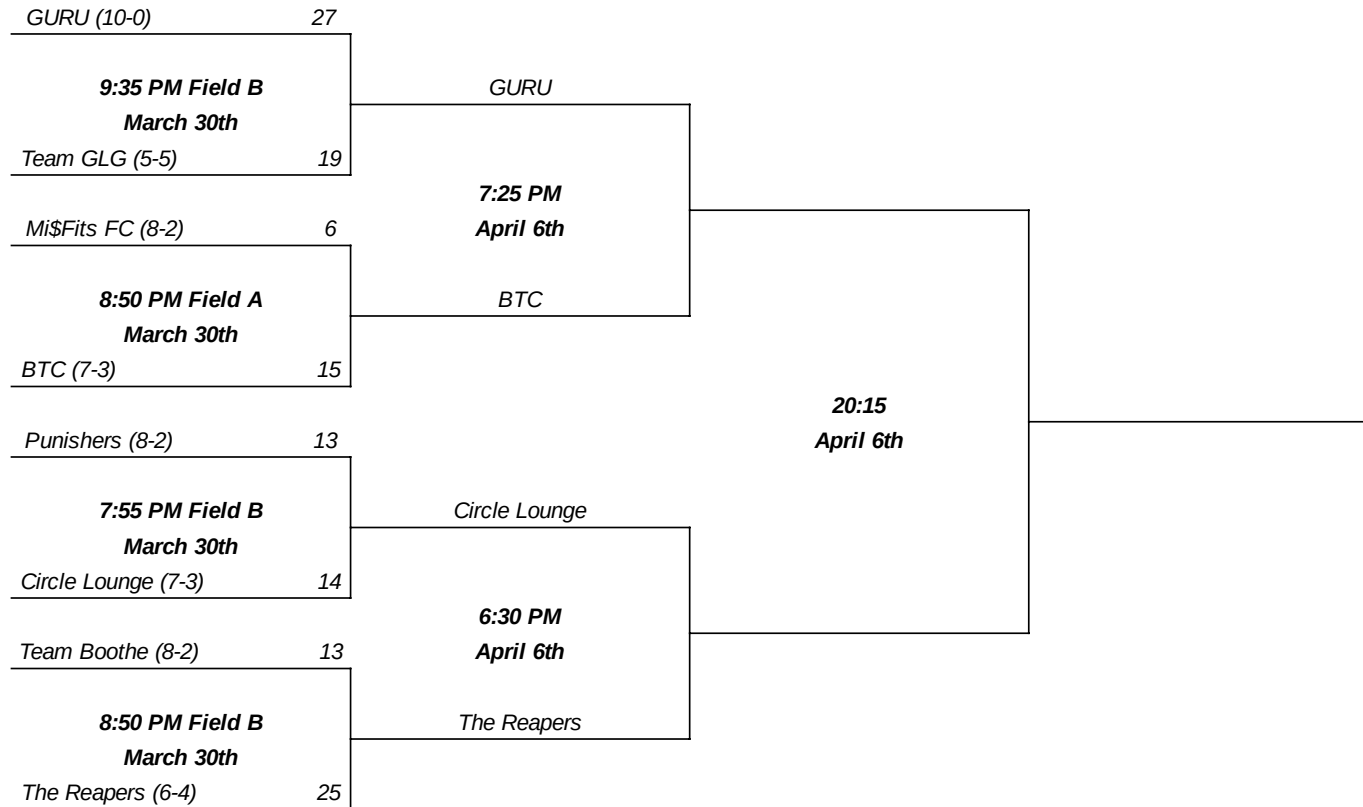 GURU (10-0) 27
9:35 PM Field B
March 30th
Team GLG (5-5) 19
GURU
7:25 PM
April 6th
Mi$Fits FC (8-2) 6
8:50 PM Field A
March 30th
BTC (7-3) 15
BTC
20:15
April 6th
Punishers (8-2) 13
7:55 PM Field B
March 30th
Circle Lounge (7-3) 14
Circle Lounge
6:30 PM
April 6th
Team Boothe (8-2) 13
8:50 PM Field B
March 30th
The Reapers (6-4) 25
The Reapers